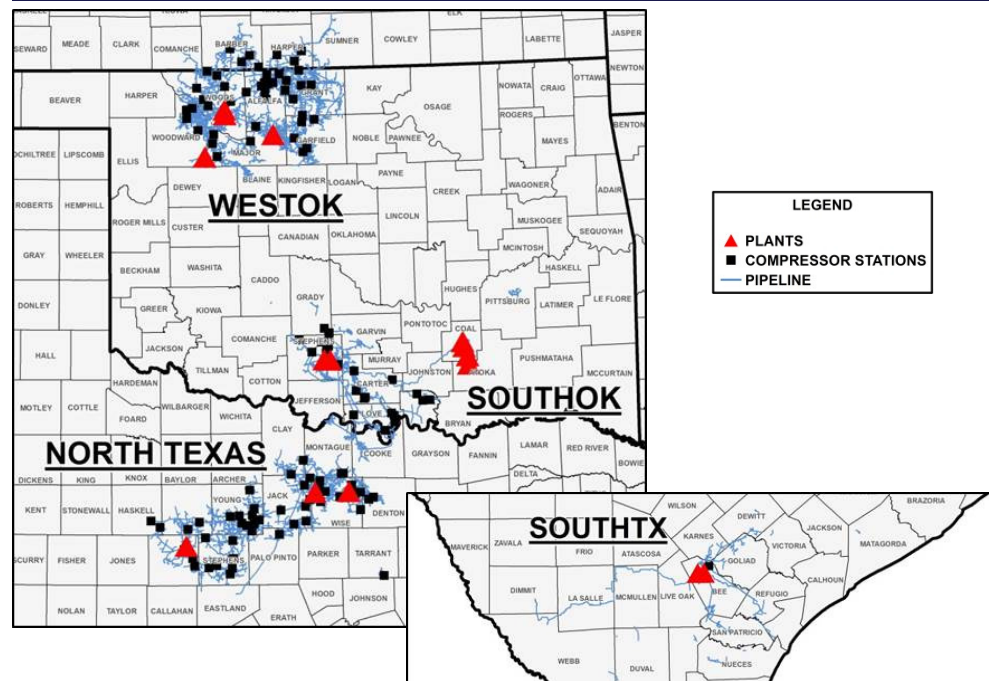 ELK
SEWARD
MEADE
CLARK
COMANCHE
BARBER
HARPER
SUMNER
COWLEY
LABETTE
JASPER
NEWTON
BEAVER
HARPER
WOODS
ALFALFA
GRANT
KAY
OSAGE
NOWATA
CRAIG
OTTAWA
ROGERS
MAYES
BENTON
OCHILTREE
LIPSCOMB
ELLIS
WOODWARD
MAJOR
GARFIELD
NOBLE
PAWNEE
DEWEY
BLAINE
KINGFISHER
LOGAN
PAYNE
CREEK
WAGONER
ADAIR
ROBERTS
HEMPHILL
WESTOK
ROGER MILLS
CUSTER
CANADIAN
OKLAHOMA
LINCOLN
MUSKOGEE
SEQUOYAH
MCINTOSH
GRAY
WHEELER
BECKHAM
WASHITA
CADDO
HASKELL
HUGHES
PITTSBURG
LATIMER
LE FLORE
DONLEY
GREER
KIOWA
GRADY
GARVIN
PONTOTOC
COAL
HALL
JACKSON
COMANCHE
STEPHENS
MURRAY
JOHNSTON
PUSHMATAHA
TILLMAN
COTTON
CARTER
MCCURTAIN
HARDEMAN
JEFFERSON
LOVE
SOUTHOK
MOTLEY
COTTLE
FOARD
WILBARGER
WICHITA
CLAY
BRYAN
NORTH TEXAS
MONTAGUE
COOKE
GRAYSON
FANNIN
LAMAR
RED RIVER
BOWIE
DELTA
DICKENS
KING
KNOX
BAYLOR
ARCHER
KENT
STONEWALL
HASKELL
YOUNG
JACK
WISE
DENTON
SCURRY
FISHER
JONES
STEPHENS
PALO PINTO
PARKER
TARRANT
NOLAN
TAYLOR
CALLAHAN
EASTLAND
ERATH
HOOD
JOHNSON
LEGEND
PLANTS
COMPRESSOR STATIONS
PIPELINE
SOUTHTX
WILSON
DEWITT
BRAZORIA
KARNES
JACKSON
MATAGORDA
MAVERICK
ZAVALA
FRIO
ATASCOSA
GOLIAD
VICTORIA
CALHOUN
DIMMIT
LA SALLE
MCMULLEN
LIVE OAK
BEE
REFUGIO
SAN PATRICIO
WEBB
DUVAL
NUECES